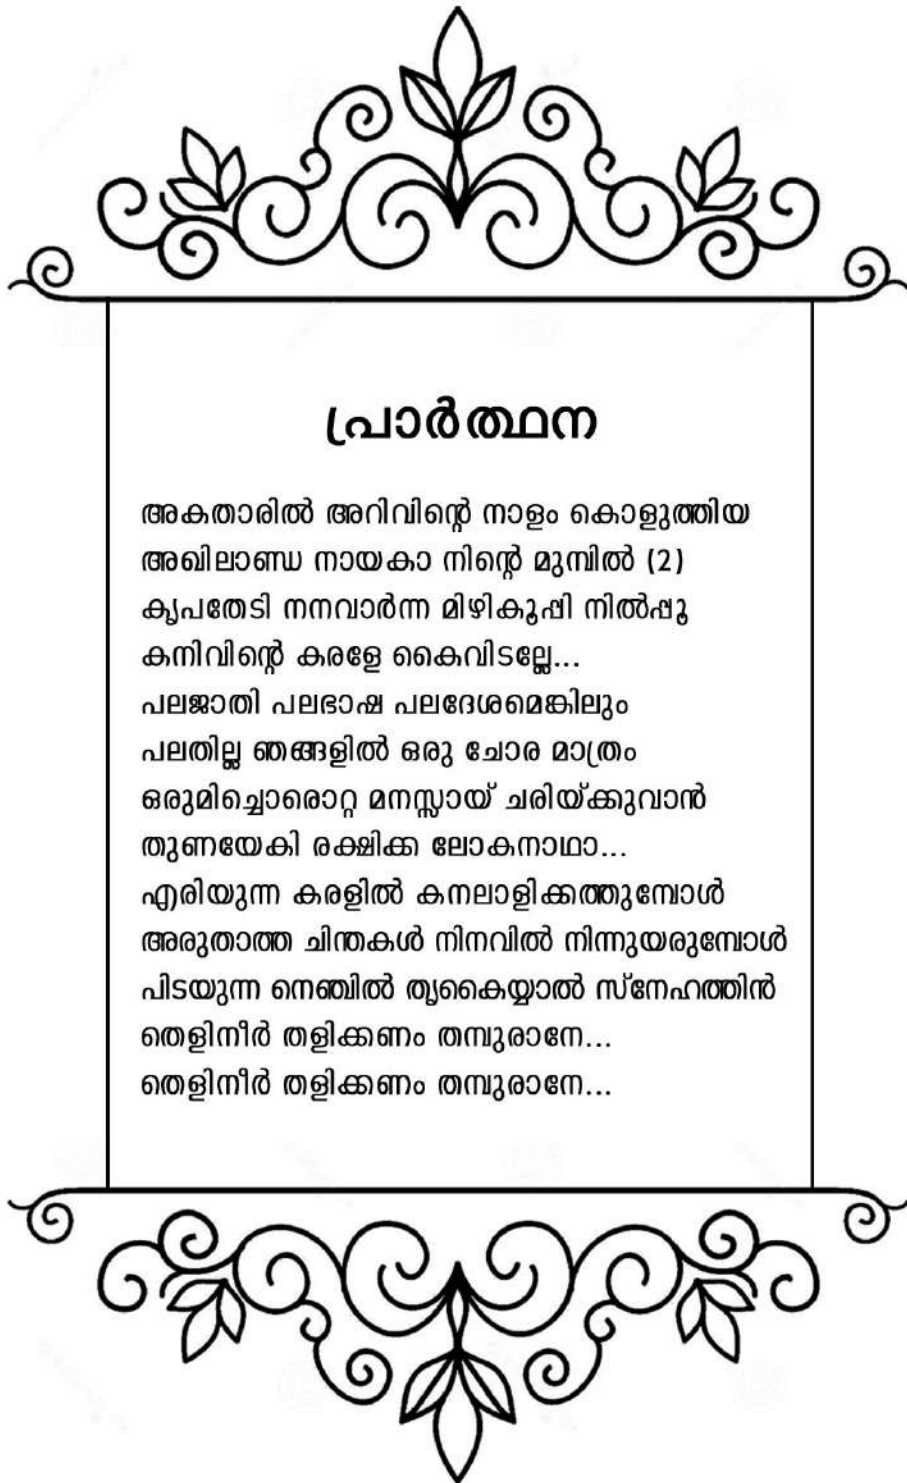 പ്രാർത്ഥന
അകതാരിൽ അറിവിന്റെ നാളം കൊളുത്തിയ
അഖിലാണ്ഡ നായകാ നിന്റെ മുമ്പിൽ (2)
കൃപതേടി നനവാർന്ന മിഴികൂപ്പി നിൽപ്പൂ
കനിവിന്റെ കരളേ കൈവിടല്ലേ...
പലജാതി പലഭാഷ പലദേശമെങ്കിലും
പലതില്ല ഞങ്ങളിൽ ഒരു ചോര മാത്രം
ഒരുമിച്ചൊരൊറ്റ മനസ്സായ് ചരിയ്ക്കുവാൻ
തുണയേകി രക്ഷിക്ക ലോകനാഥാ...
എരിയുന്ന കരളിൽ കനലാളിക്കത്തുമ്പോൾ
അരുതാത്ത ചിന്തകൾ നിനവിൽ നിന്നുയരുമ്പോൾ
പിടയുന്ന നെഞ്ചിൽ തൃകൈയ്യാൽ സ്നേഹത്തിൻ
തെളിനീർ തളിക്കണം തമ്പുരാനേ...
തെളിനീർ തളിക്കണം തമ്പുരാനേ...